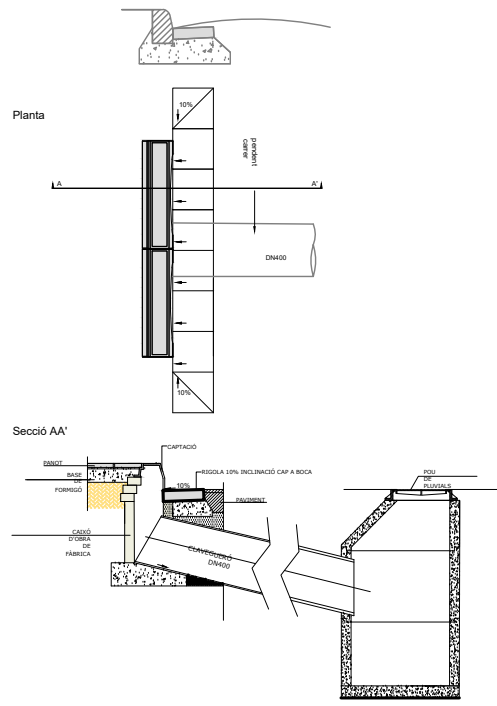 Planta
10%
pendent
carrer
A
A'
DN400
10%
Secció AA'
CAPTACIÓ
PANOT
RIGOLA 10% INCLINACIÓ CAP A BOCA
BASE
DE
FORMIGÓ
10%
PAVIMENT
POU
DE
PLUVIALS
CAIXÓ
D'OBRA
DE
FÀBRICA
CLAVEGUERÓ
DN400